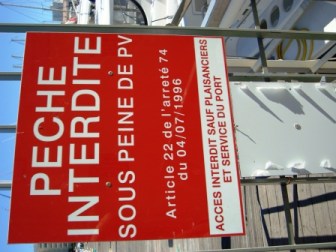 PECHE
INTERDITE
SOUS PEINE DE PV
Article 22 de l'arreté 74
du 04/07/1996
ACCES INTERDIT SAUF PLAISANCIERS
ET SERVICE DU PORT